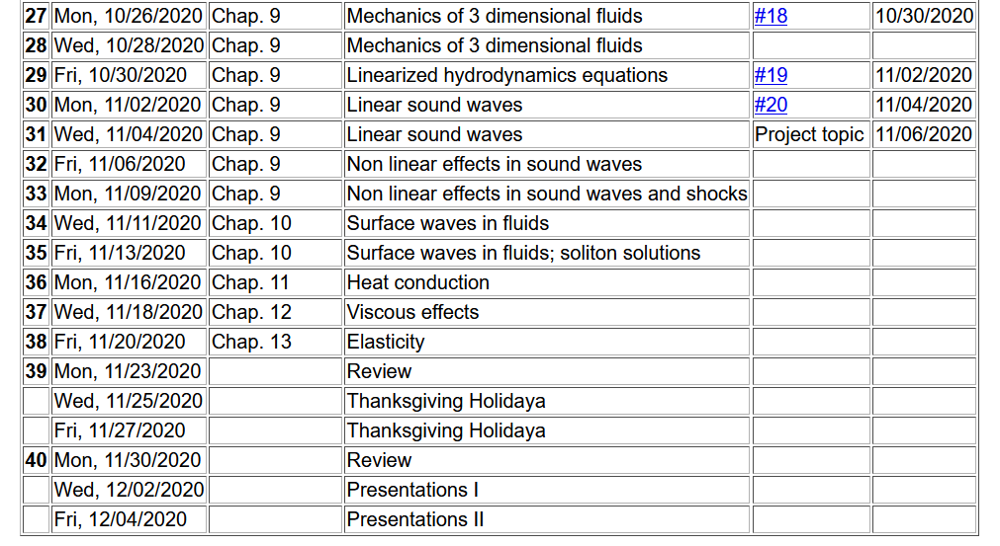 27 Mon, 10/26/2020 Chap. 9 Mechanics of 3 dimensional fluids #18 10/30/2020
28 Wed, 10/28/2020 Chap. 9 Mechanics of 3 dimensional fluids
29 Fri, 10/30/2020 Chap. 9 Linearized hydrodynamics equations #19 11/02/2020
30 Mon, 11/02/2020 Chap. 9 Linear sound waves #20 11/04/2020
31 Wed, 11/04/2020 Chap. 9 Linear sound waves Project topic 11/06/2020
32 Fri, 11/06/2020 Chap. 9 Non linear effects in sound waves
33 Mon, 11/09/2020 Chap. 9 Non linear effects in sound waves and shocks
34 Wed, 11/11/2020 Chap. 10 Surface waves in fluids
35 Fri, 11/13/2020 Chap. 10 Surface waves in fluids; soliton solutions
36 Mon, 11/16/2020 Chap. 11 Heat conduction
37 Wed, 11/18/2020 Chap. 12 Viscous effects
38 Fri, 11/20/2020 Chap. 13 Elasticity
39 Mon, 11/23/2020 Review
Wed, 11/25/2020 Thanksgiving Holidaya
Fri, 11/27/2020 Thanksgiving Holidaya
40 Mon, 11/30/2020 Review
Wed, 12/02/2020 Presentations I
Fri, 12/04/2020 Presentations II